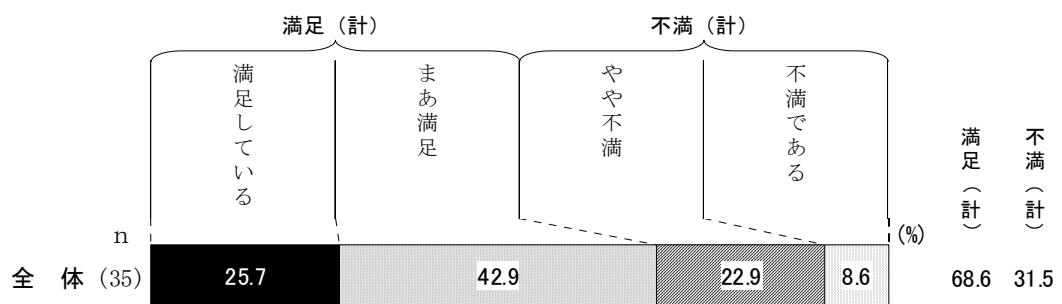 満足（計）
不満（計）
満足している
まあ満足
やや不満
不満である
満足（計）
不満（計）
n
(%)
全　体 (35)
25.7
42.9
22.9
8.6
68.6
31.5